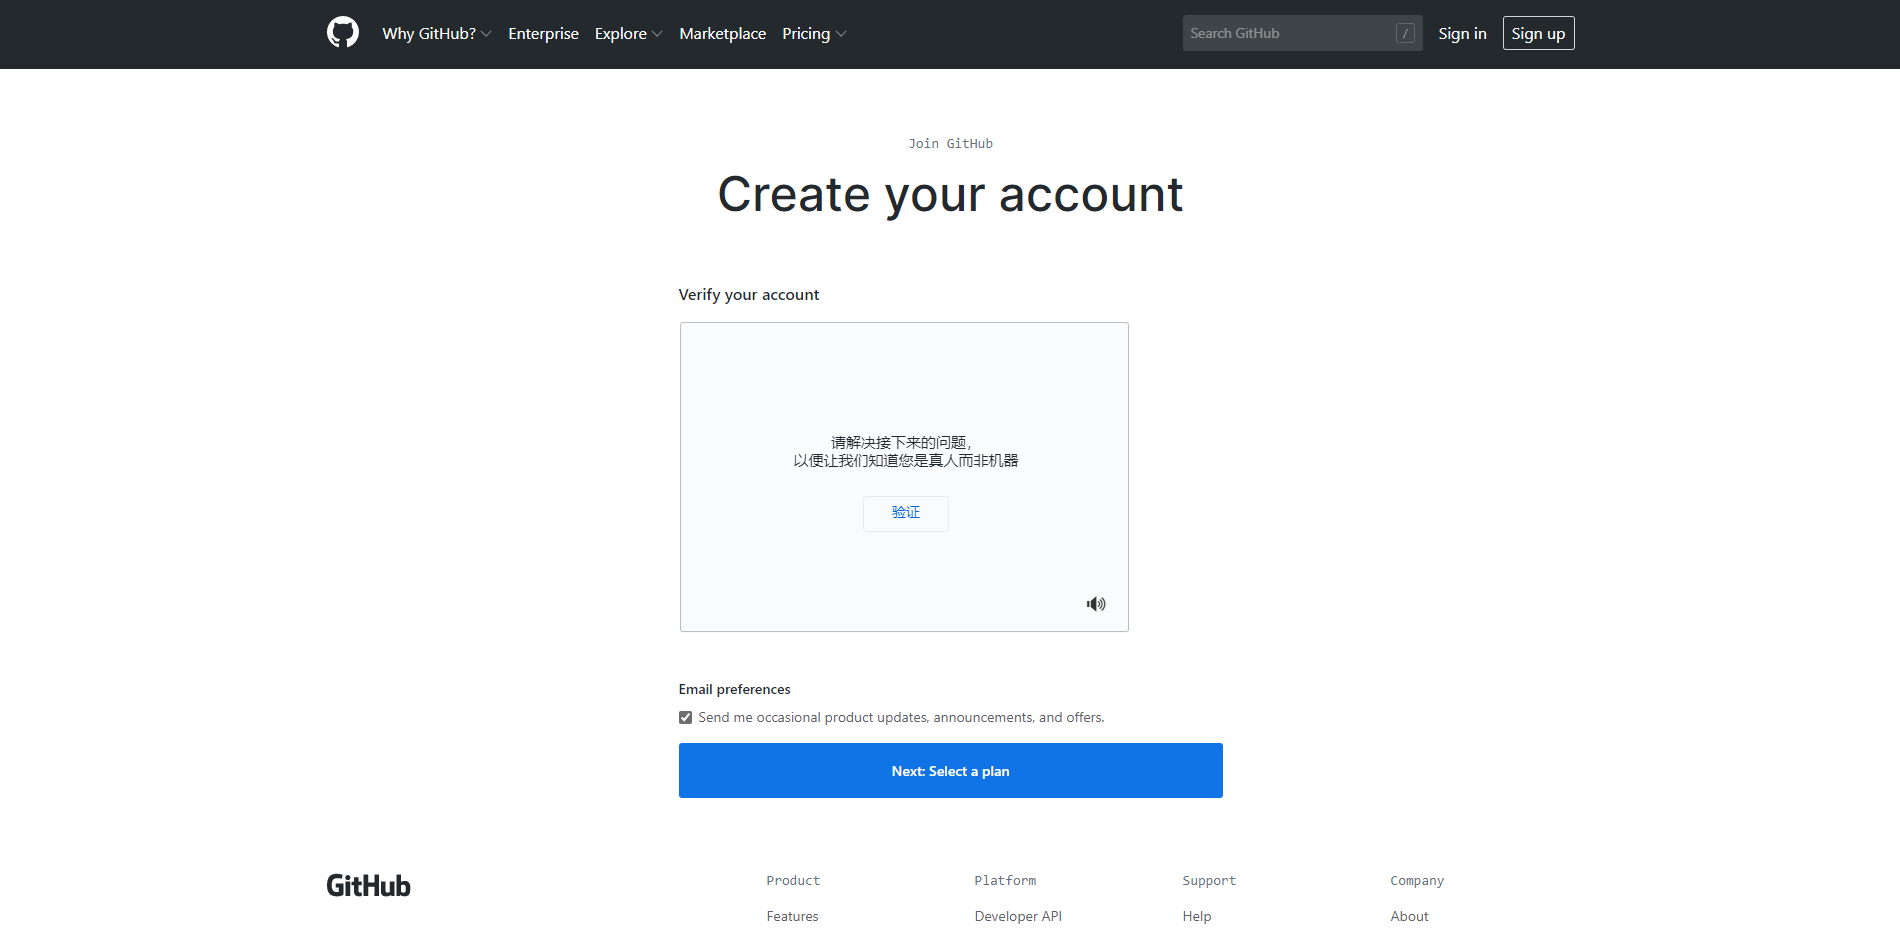 Why GitHub? Enterprise Explore Marketplace Pricing Search GitHub / Sign in Sign up
Join GitHub
Create your account
Verify your account
请解决接下来的问题，
以便让我们知道您是真人而非机器
验证
Email preferences
Send me occasional product updates, announcements, and offers.
Next: Select a plan
GitHub Product Platform Support Company
Features Developer API Help About